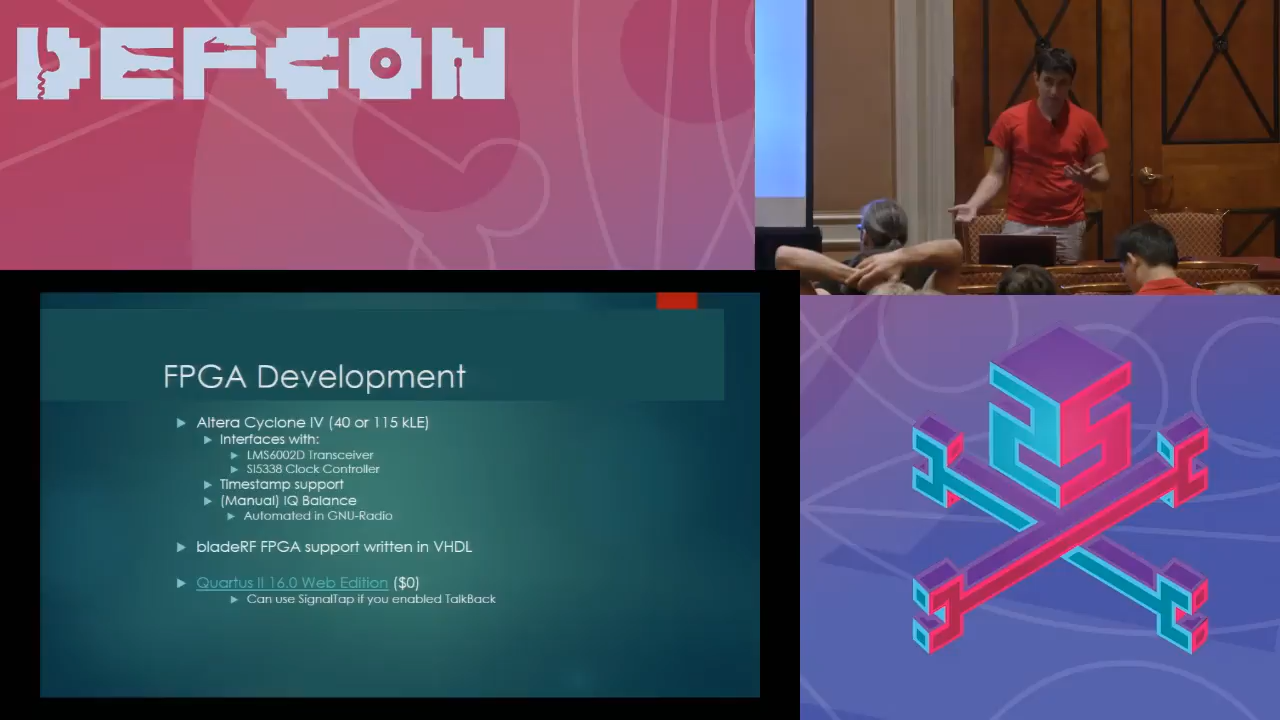 DEFCON
FPGA Development
Altera Cyclone IV (40 or 115 kLE)
Interfaces with:
LMS6002D Transceiver
SI5338 Clock Controller
Timestamp support
(Manual) IQ Balance
Automated in GNU-Radio
bladeRF FPGA support written in VHDL
Quartus II 16.0 Web Edition ($0)
Can use SignalTap if you enabled TalkBack
25